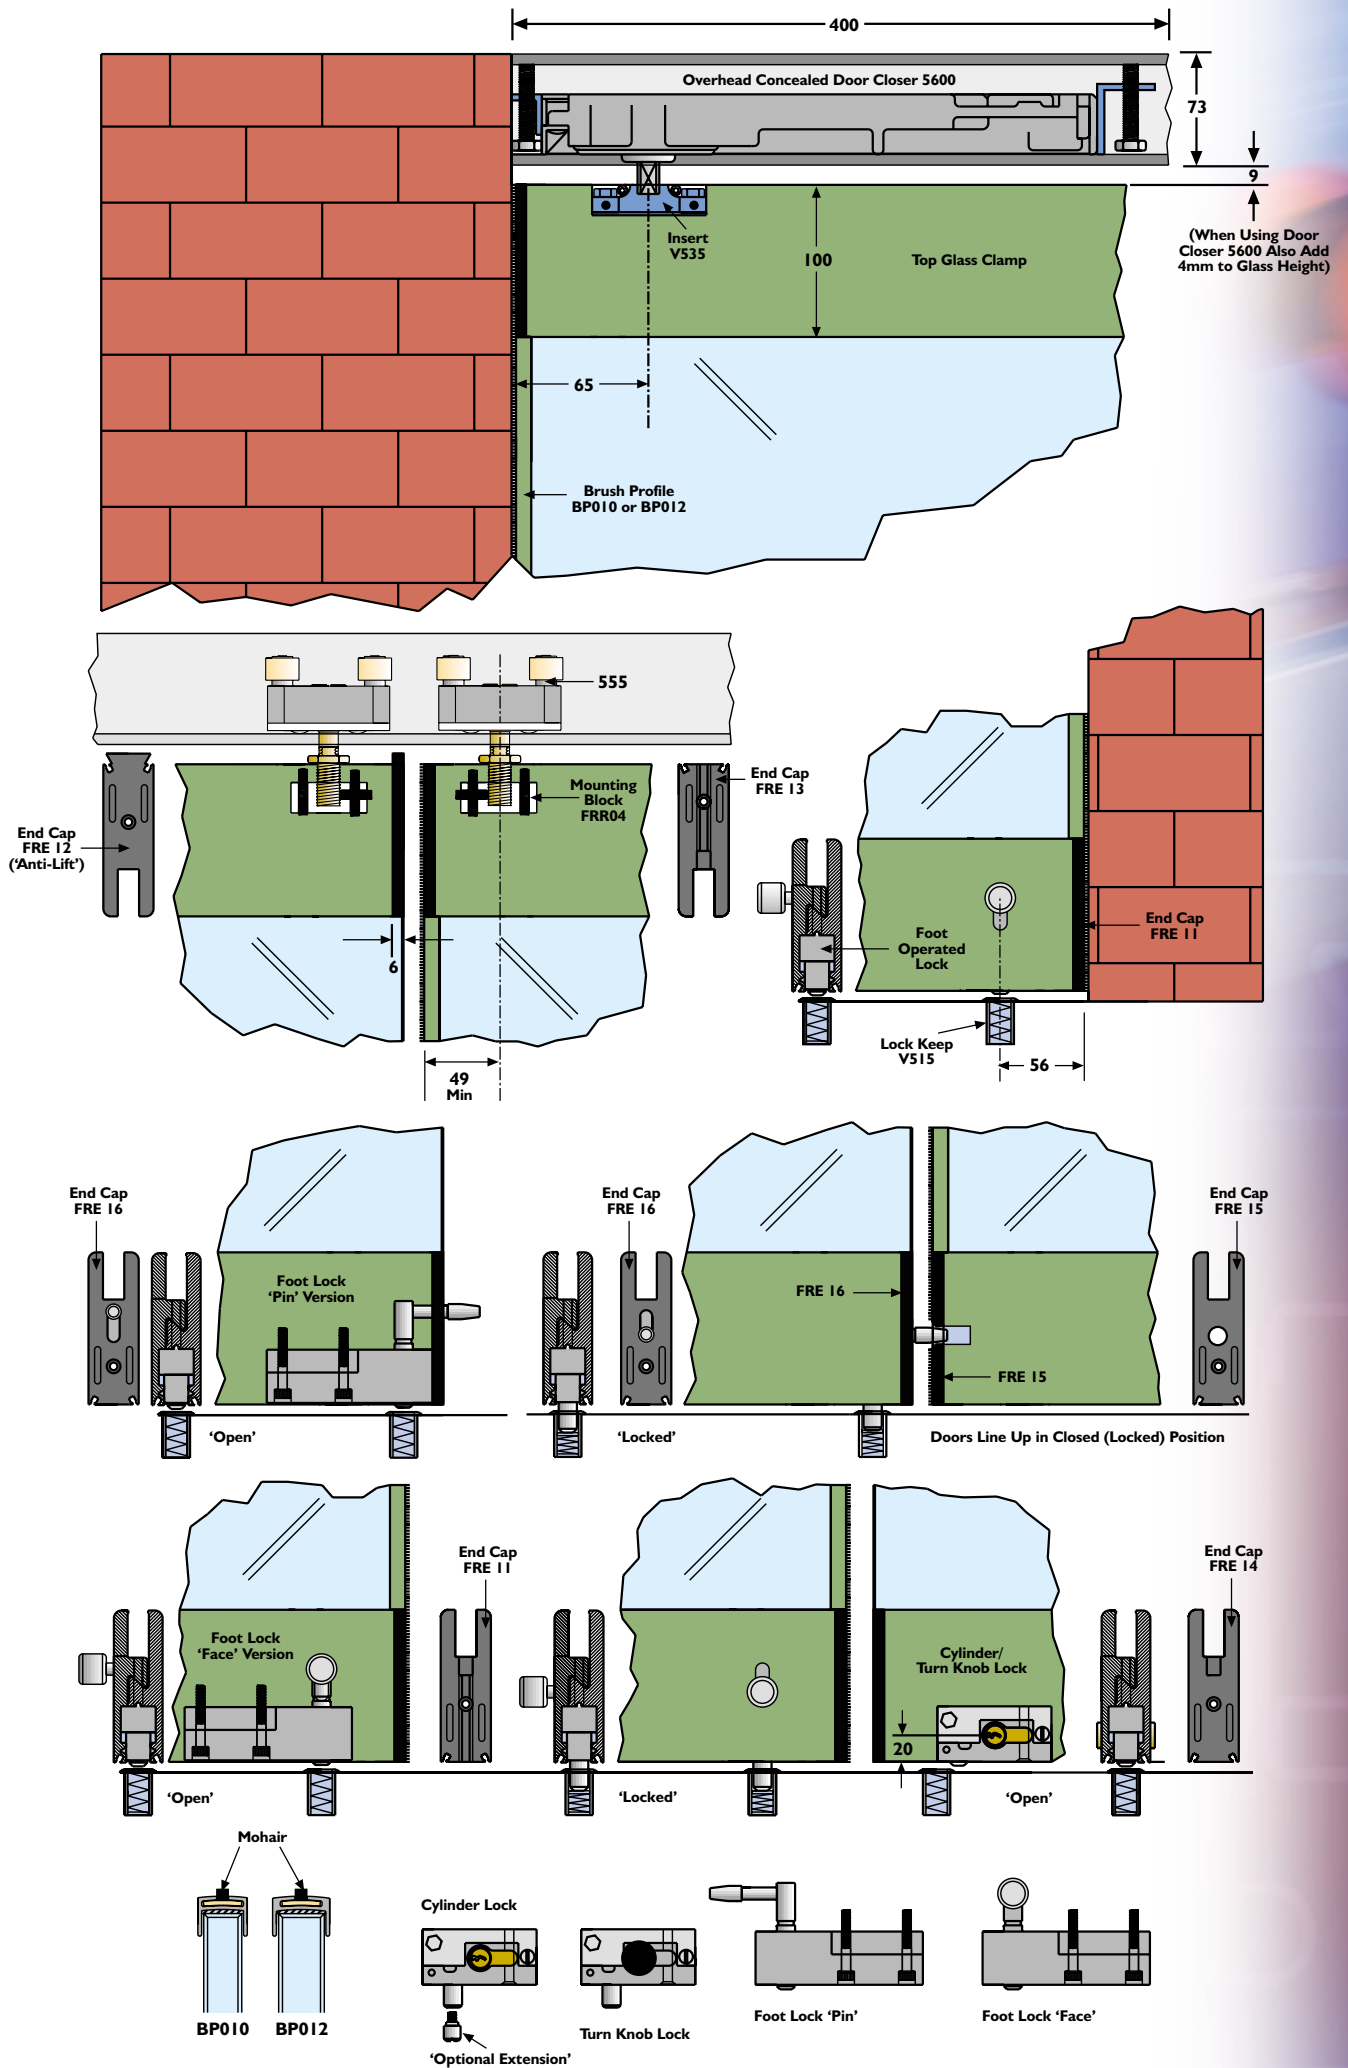 400
Overhead Concealed Door Closer 5600
73
9
(When Using Door
Closer 5600 Also Add
4mm to Glass Height)
Insert
V535
100
Top Glass Clamp
65
Brush Profile
BP010 or BP012
555
Mounting
Block
FRR04
End Cap
FRE 13
End Cap
FRE 12
('Anti-Lift')
6
49
Min
Foot
Operated
Lock
End Cap
FRE 11
Lock Keep
V515
56
End Cap
FRE 16
Foot Lock
'Pin' Version
'Open'
End Cap
FRE 16
FRE 16
FRE 15
End Cap
FRE 15
'Locked'
Doors Line Up in Closed (Locked) Position
Foot Lock
'Face' Version
End Cap
FRE 11
'Open'
'Locked'
Cylinder/
Turn Knob Lock
20
End Cap
FRE 14
'Open'
Mohair
BP010
BP012
Cylinder Lock
'Optional Extension'
Turn Knob Lock
Foot Lock 'Pin'
Foot Lock 'Face'